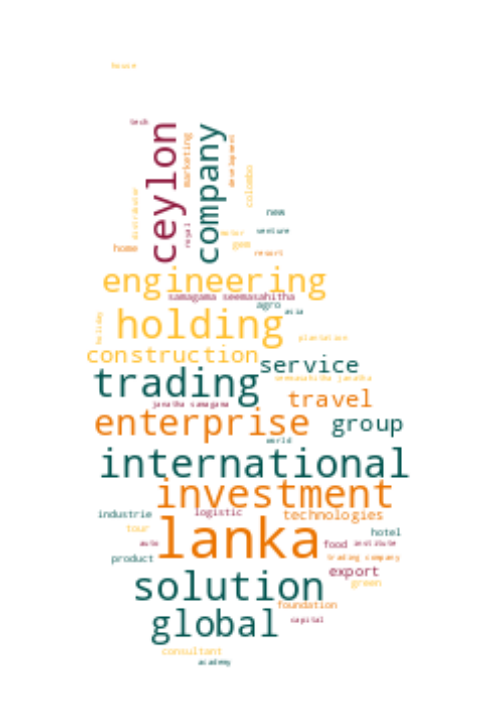 house
tech
ceylon
company
marketing
development
colombo
distributor
royal
new
venture
motor
gem
home
resort
engineering
samagama seemasahitha
agro
asia
holiday
holding
plantation
construction
service
seemasahitha janatha
trading
travel
janatha samagama
enterprise
group
world
international
investment
industrie
logistic
technologies
tour
lanka
hotel
auto
food
institute
product
trading company
export
solution
green
foundation
global
capital
consultant
academy